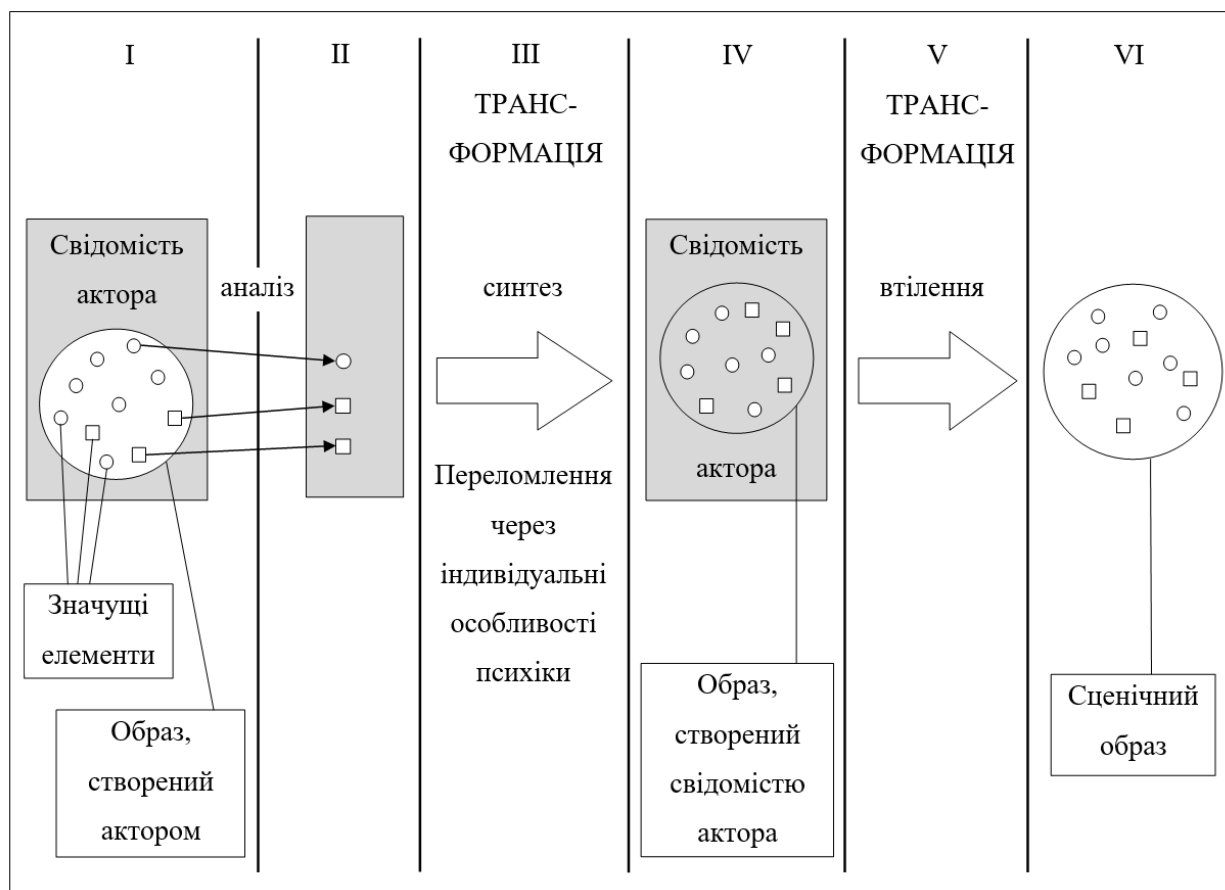 I
II
III
ТРАНС-
ФОРМАЦІЯ
IV
V
ТРАНС-
ФОРМАЦІЯ
VI
Свідомість
актора
аналіз
синтез
Переломлення
через
індивідуальні
особливості
психіки
Свідомість
актора
втілення
Значущі
елементи
Образ,
створений
актором
Образ,
створений
свідомістю
актора
Сценічний
образ